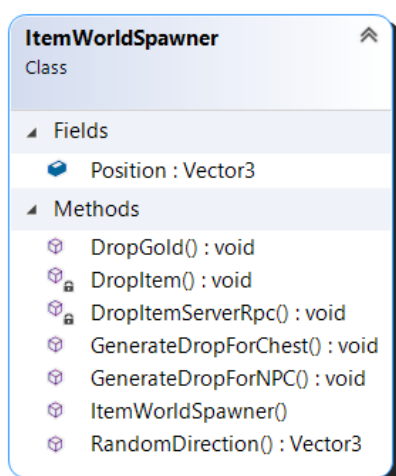 ItemWorldSpawner
Class
Fields
Position : Vector3
Methods
DropGold() : void
DropItem() : void
DropItemServerRpc() : void
GenerateDropForChest() : void
GenerateDropForNPC() : void
ItemWorldSpawner()
RandomDirection() : Vector3